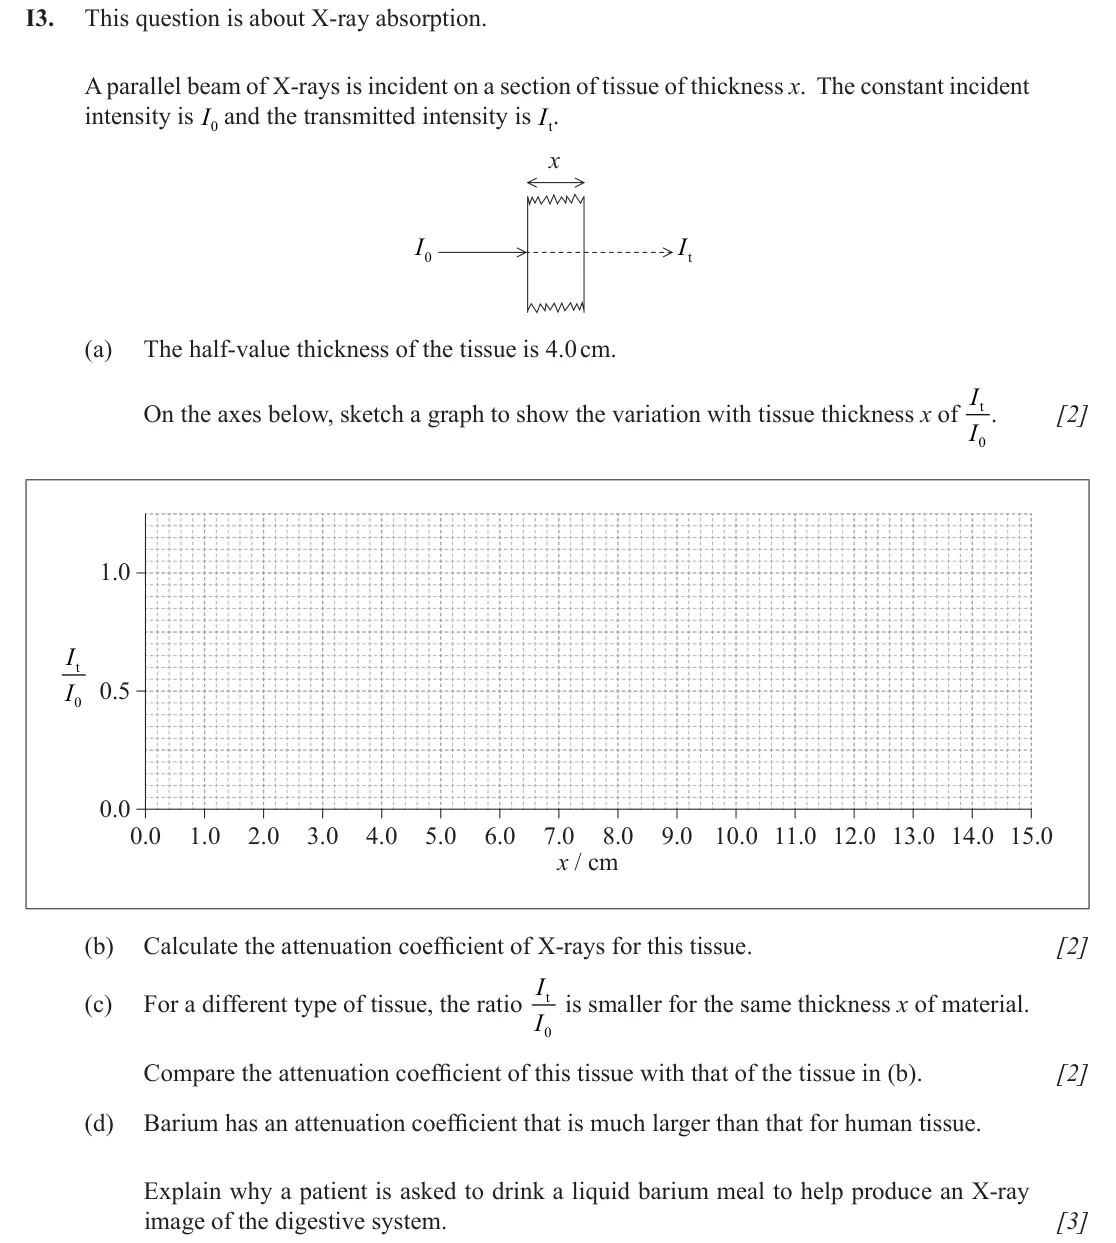 I3. This question is about X-ray absorption.
A parallel beam of X-rays is incident on a section of tissue of thickness x. The constant incident
intensity is I₀ and the transmitted intensity is Iₜ.
x
I₀ Iₜ
(a) The half-value thickness of the tissue is 4.0 cm.
On the axes below, sketch a graph to show the variation with tissue thickness x of Iₜ/I₀. [2]
1.0
Iₜ/I₀ 0.5
0.0
0.0 1.0 2.0 3.0 4.0 5.0 6.0 7.0 8.0 9.0 10.0 11.0 12.0 13.0 14.0 15.0
x / cm
(b) Calculate the attenuation coefficient of X-rays for this tissue. [2]
(c) For a different type of tissue, the ratio Iₜ/I₀ is smaller for the same thickness x of material.
Compare the attenuation coefficient of this tissue with that of the tissue in (b). [2]
(d) Barium has an attenuation coefficient that is much larger than that for human tissue.
Explain why a patient is asked to drink a liquid barium meal to help produce an X-ray
image of the digestive system. [3]